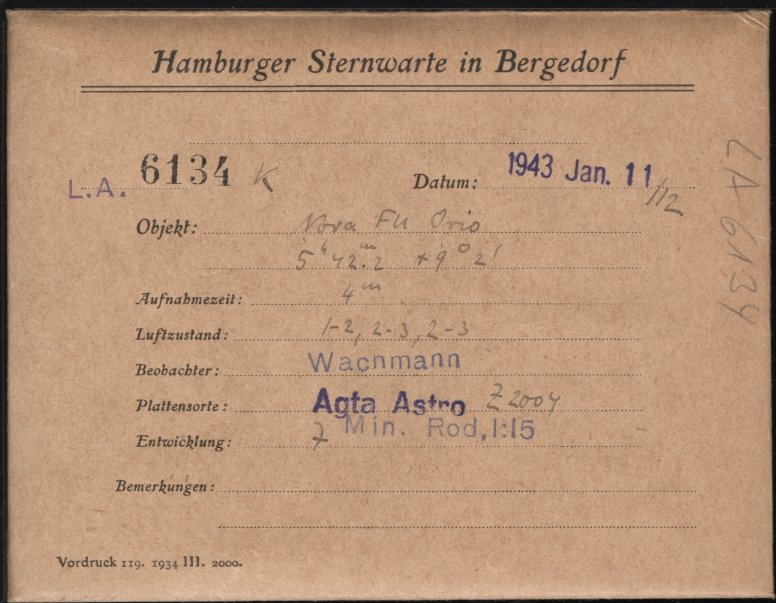 Hamburger Sternwarte in Bergedorf
L.A. 6134 K Datum: 1943 Jan. 11/12
Objekt: Nova FU Orio
5ʰ 42ᵐ.2 +9° 2'
Aufnahmezeit: 4ᵐ
Luftzustand: 1-2, 2-3, 2-3
Beobachter: Wachmann
Plattensorte: Agfa Astro Z 2004
Entwicklung: 7 Min. Rod, 1:15
Bemerkungen:
Vordruck 119. 1934 III. 2000.
LA 6134